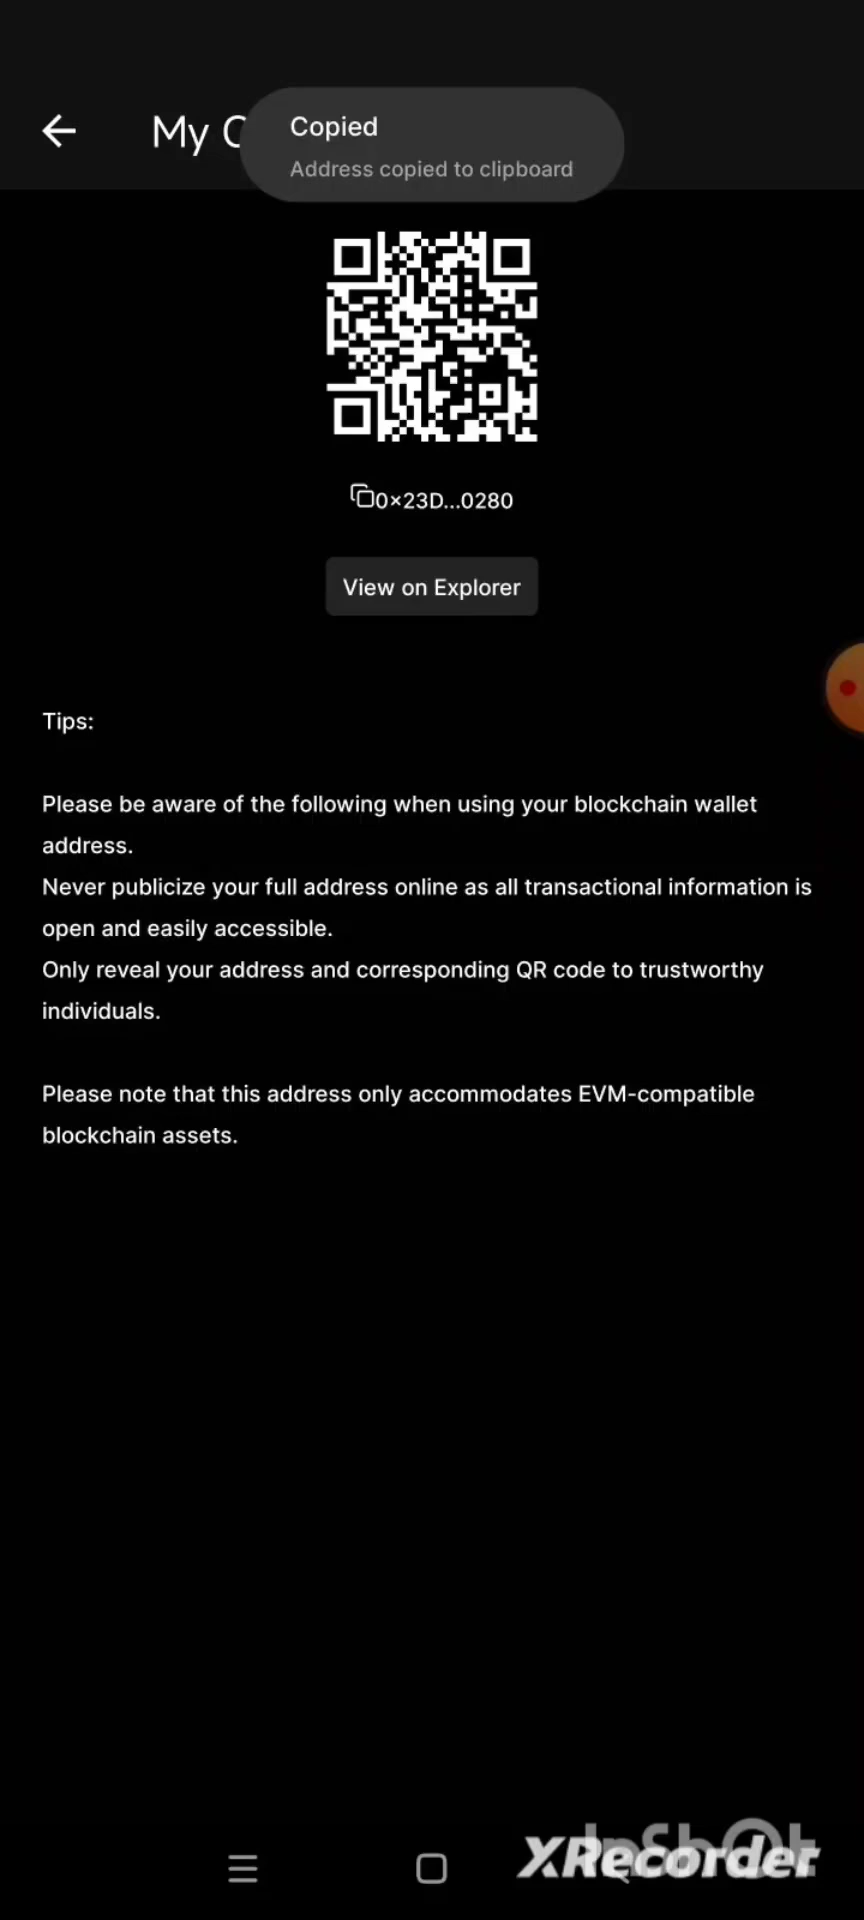 My C
Copied
Address copied to clipboard
0×23D...0280
View on Explorer
Tips:
Please be aware of the following when using your blockchain wallet
address.
Never publicize your full address online as all transactional information is
open and easily accessible.
Only reveal your address and corresponding QR code to trustworthy
individuals.
Please note that this address only accommodates EVM-compatible
blockchain assets.
InShOt
XRecorder